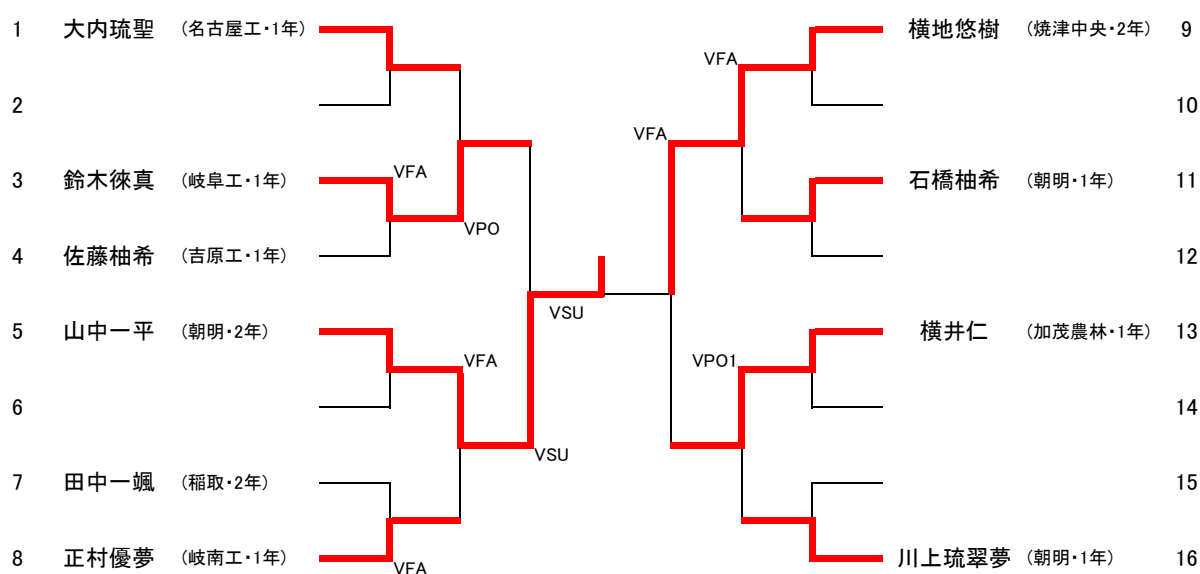 1 大内琉聖 (名古屋工・1年)
2
3 鈴木徠真 (岐阜工・1年)
4 佐藤柚希 (吉原工・1年)
5 山中一平 (朝明・2年)
6
7 田中一颯 (稲取・2年)
8 正村優夢 (岐南工・1年)
VFA
VPO
VFA
VSU
VFA
VSU
VFA
VFA
VPO1
横地悠樹 (焼津中央・2年) 9
10
石橋柚希 (朝明・1年) 11
12
横井仁 (加茂農林・1年) 13
14
15
川上琉翠夢 (朝明・1年) 16